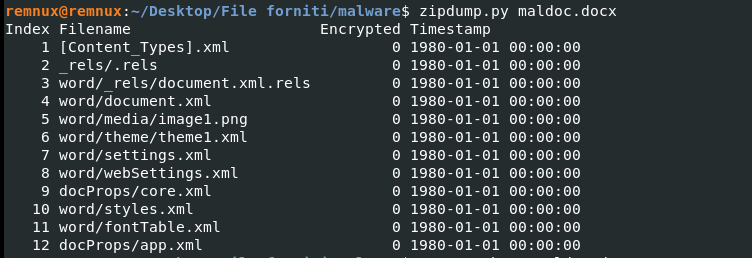 remnux@remnux:~/Desktop/File forniti/malware$ zipdump.py maldoc.docx
Index Filename                     Encrypted Timestamp
    1 [Content_Types].xml                  0 1980-01-01 00:00:00
    2 _rels/.rels                          0 1980-01-01 00:00:00
    3 word/_rels/document.xml.rels         0 1980-01-01 00:00:00
    4 word/document.xml                    0 1980-01-01 00:00:00
    5 word/media/image1.png                0 1980-01-01 00:00:00
    6 word/theme/theme1.xml                0 1980-01-01 00:00:00
    7 word/settings.xml                    0 1980-01-01 00:00:00
    8 word/webSettings.xml                 0 1980-01-01 00:00:00
    9 docProps/core.xml                    0 1980-01-01 00:00:00
   10 word/styles.xml                      0 1980-01-01 00:00:00
   11 word/fontTable.xml                   0 1980-01-01 00:00:00
   12 docProps/app.xml                     0 1980-01-01 00:00:00